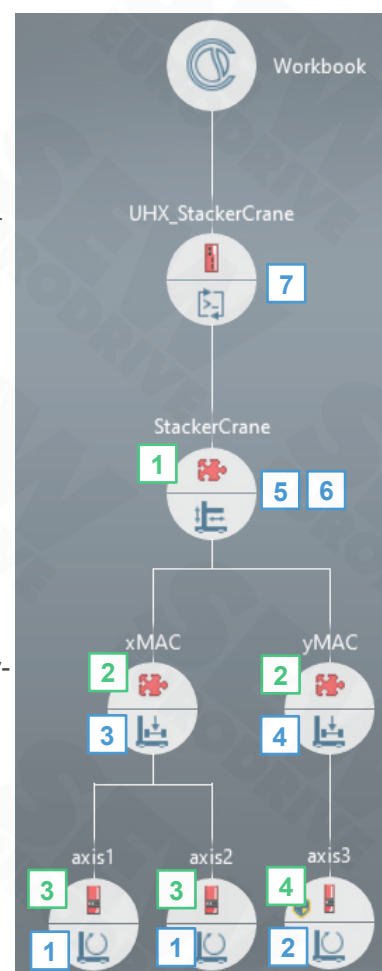 Workbook
UHX_StackerCrane
7
StackerCrane
1
5 6
xMAC yMAC
2 2
3 4
axis1 axis2 axis3
3 3 4
1 1 2